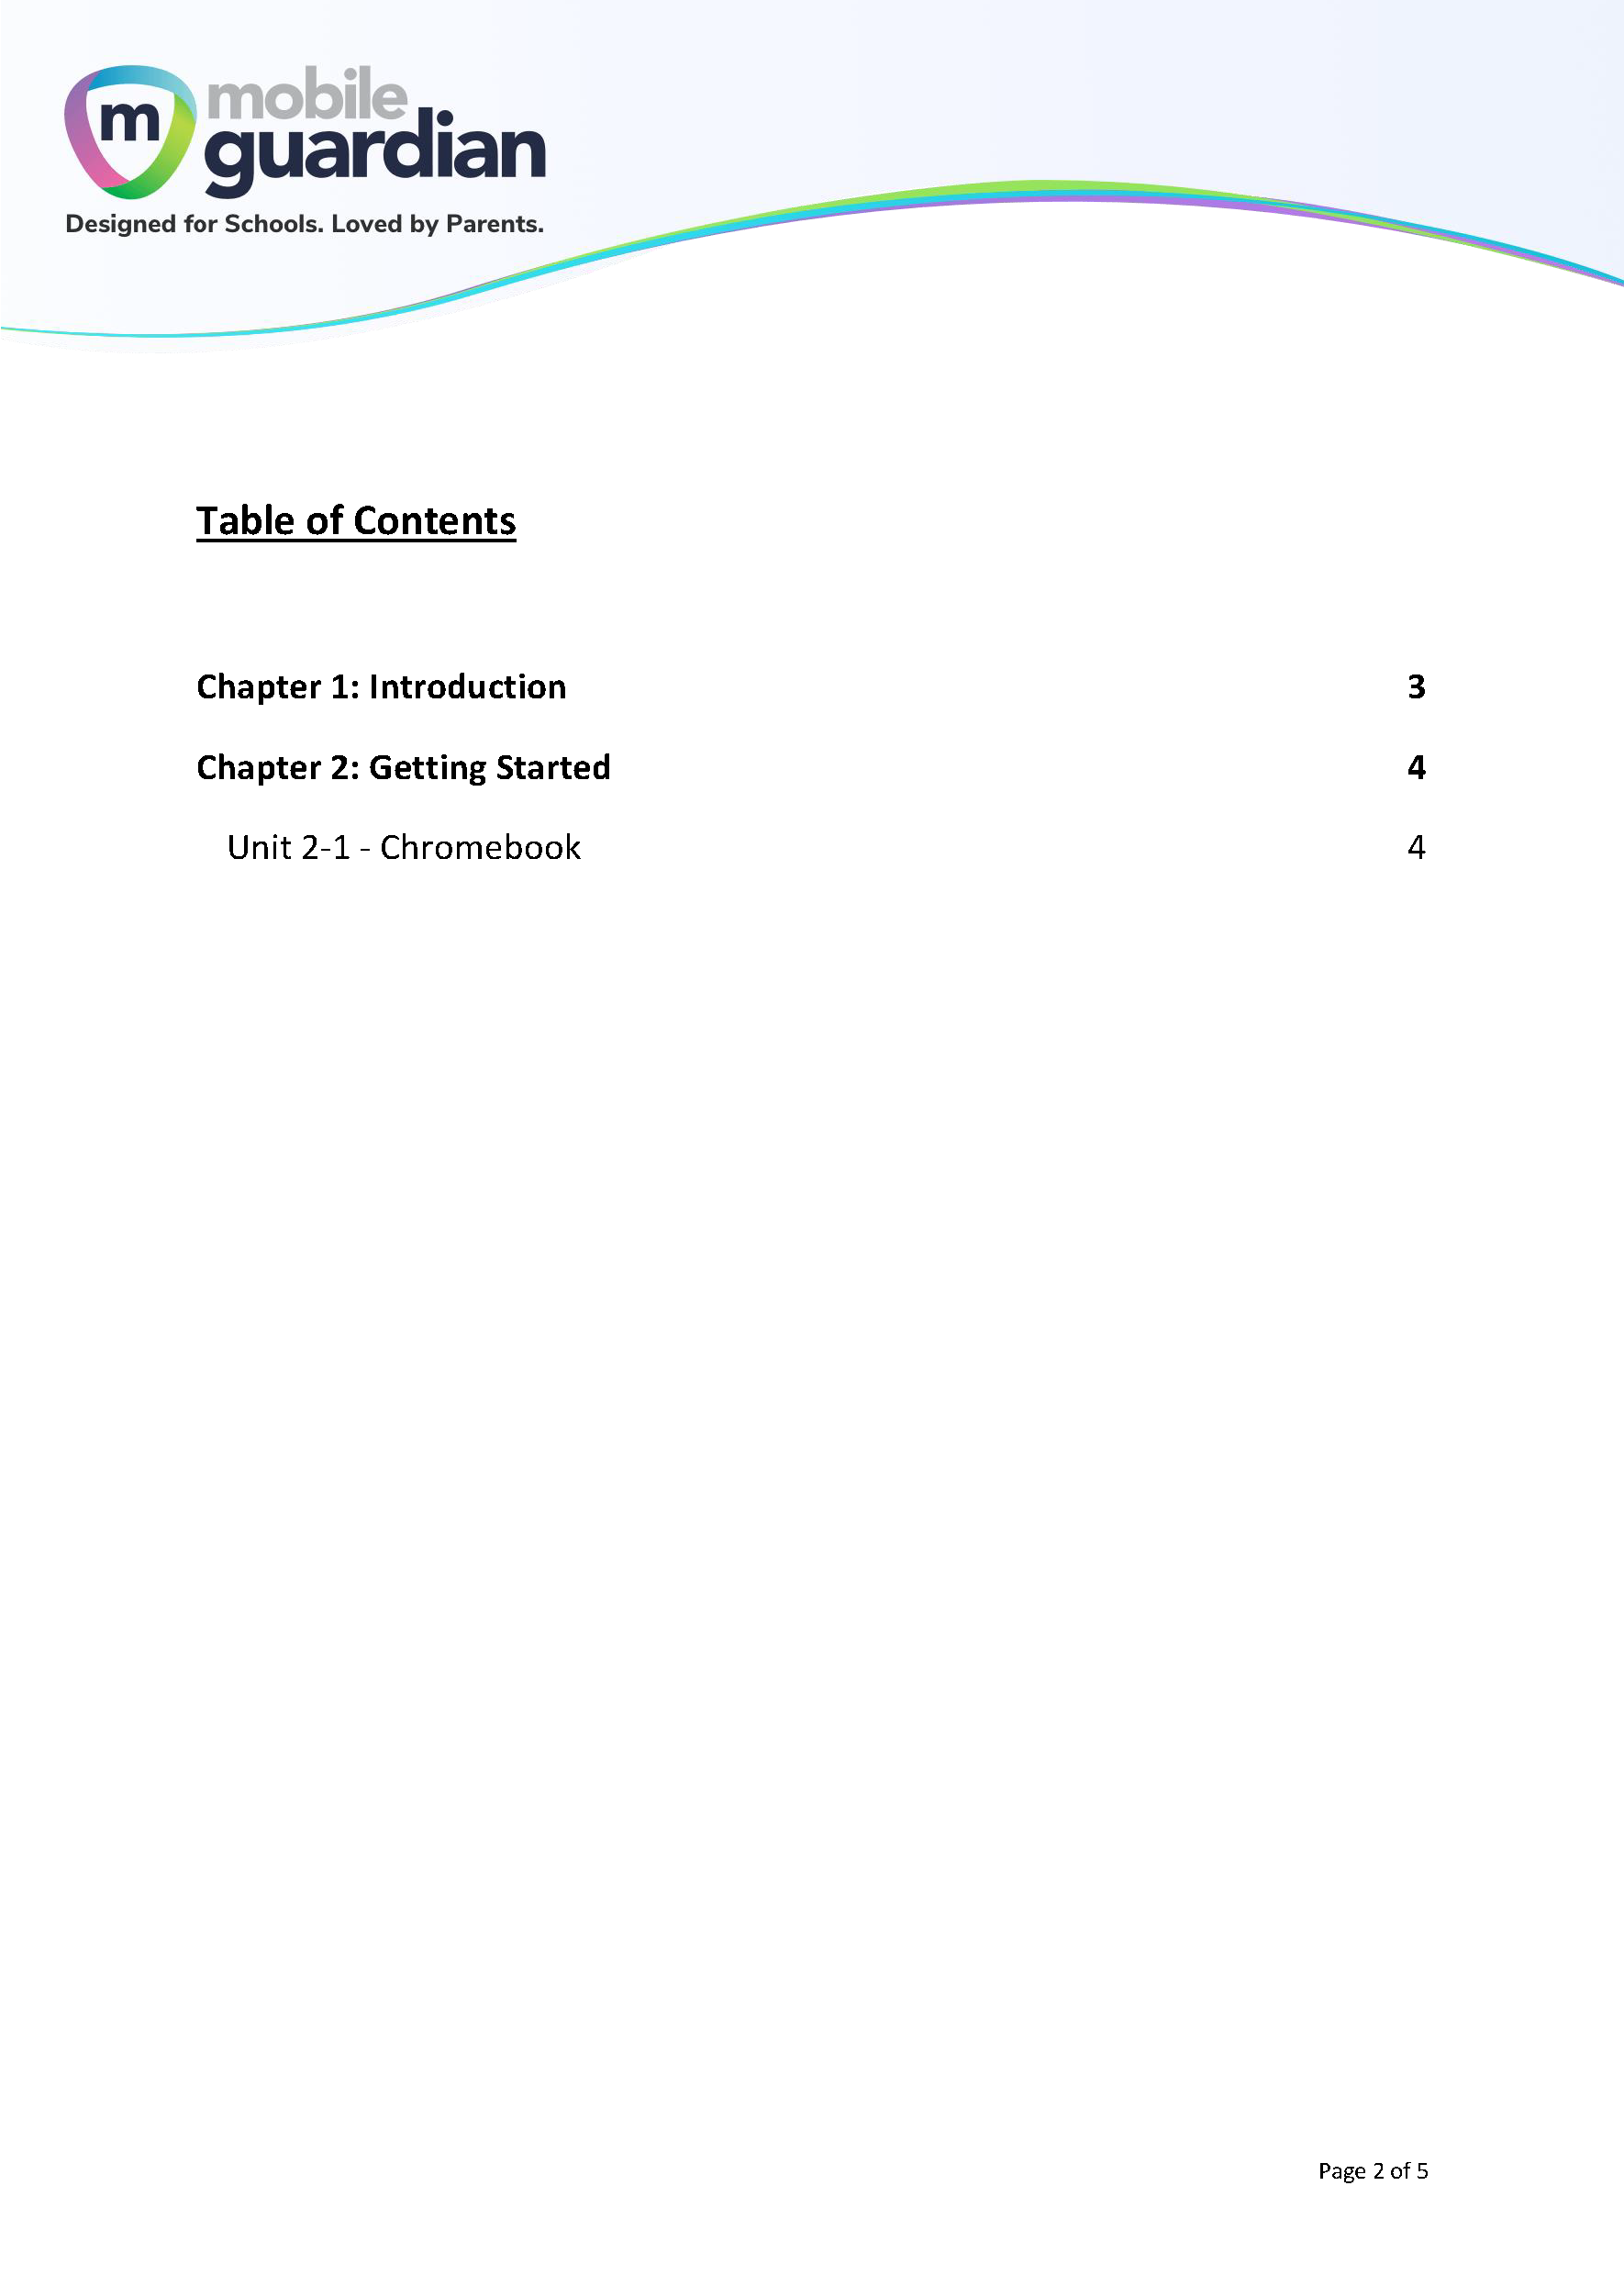 m
mobile
guardian
Designed for Schools. Loved by Parents.
Table of Contents
Chapter 1: Introduction 3
Chapter 2: Getting Started 4
Unit 2-1 - Chromebook 4
Page 2 of 5